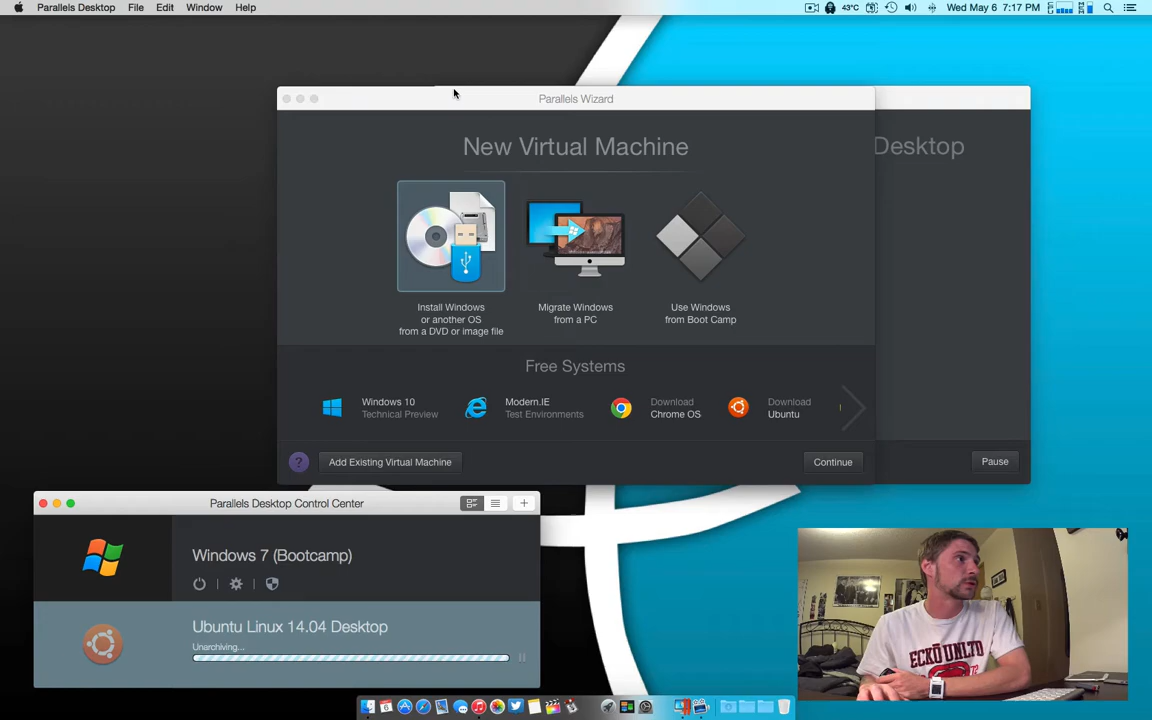 Parallels Desktop File Edit Window Help
43°C Wed May 6 7:17 PM
Parallels Wizard
New Virtual Machine
Desktop
Install Windows
or another OS
from a DVD or image file
Migrate Windows
from a PC
Use Windows
from Boot Camp
Free Systems
Windows 10
Technical Preview
Modern.IE
Test Environments
Download
Chrome OS
Download
Ubuntu
? Add Existing Virtual Machine Continue
Pause
Parallels Desktop Control Center
Windows 7 (Bootcamp)
Ubuntu Linux 14.04 Desktop
Unarchiving...
ECKŌ UNLTD